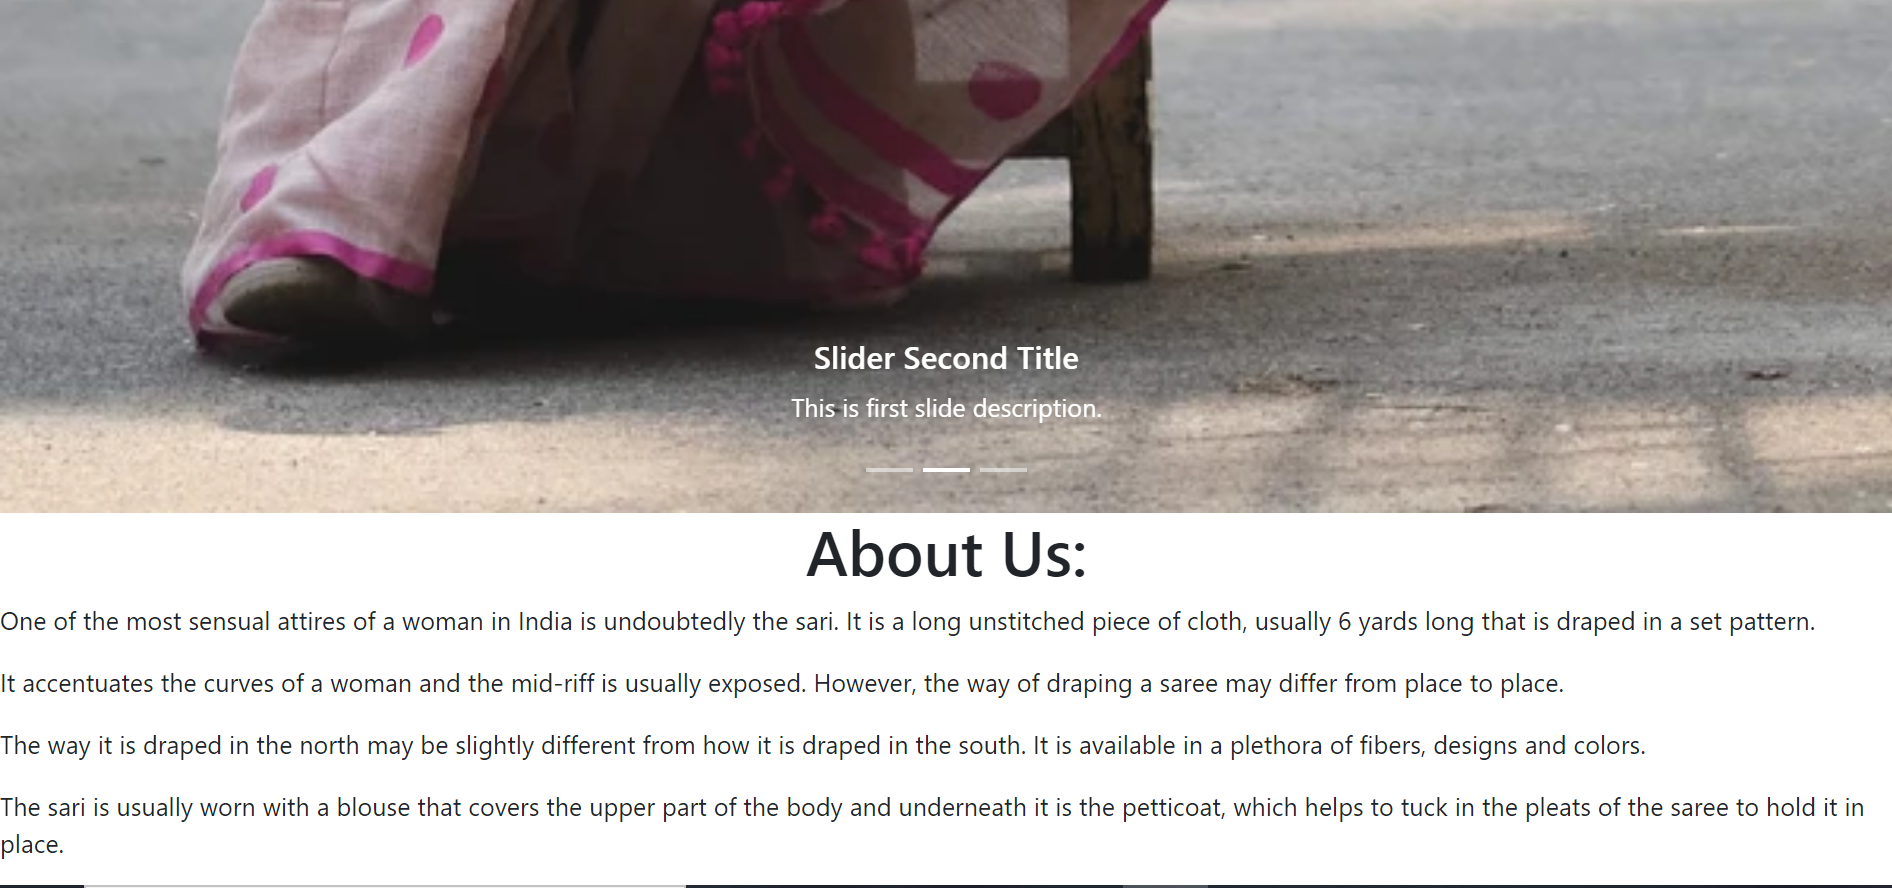 Slider Second Title
This is first slide description.
About Us:
One of the most sensual attires of a woman in India is undoubtedly the sari. It is a long unstitched piece of cloth, usually 6 yards long that is draped in a set pattern.
It accentuates the curves of a woman and the mid-riff is usually exposed. However, the way of draping a saree may differ from place to place.
The way it is draped in the north may be slightly different from how it is draped in the south. It is available in a plethora of fibers, designs and colors.
The sari is usually worn with a blouse that covers the upper part of the body and underneath it is the petticoat, which helps to tuck in the pleats of the saree to hold it in
place.